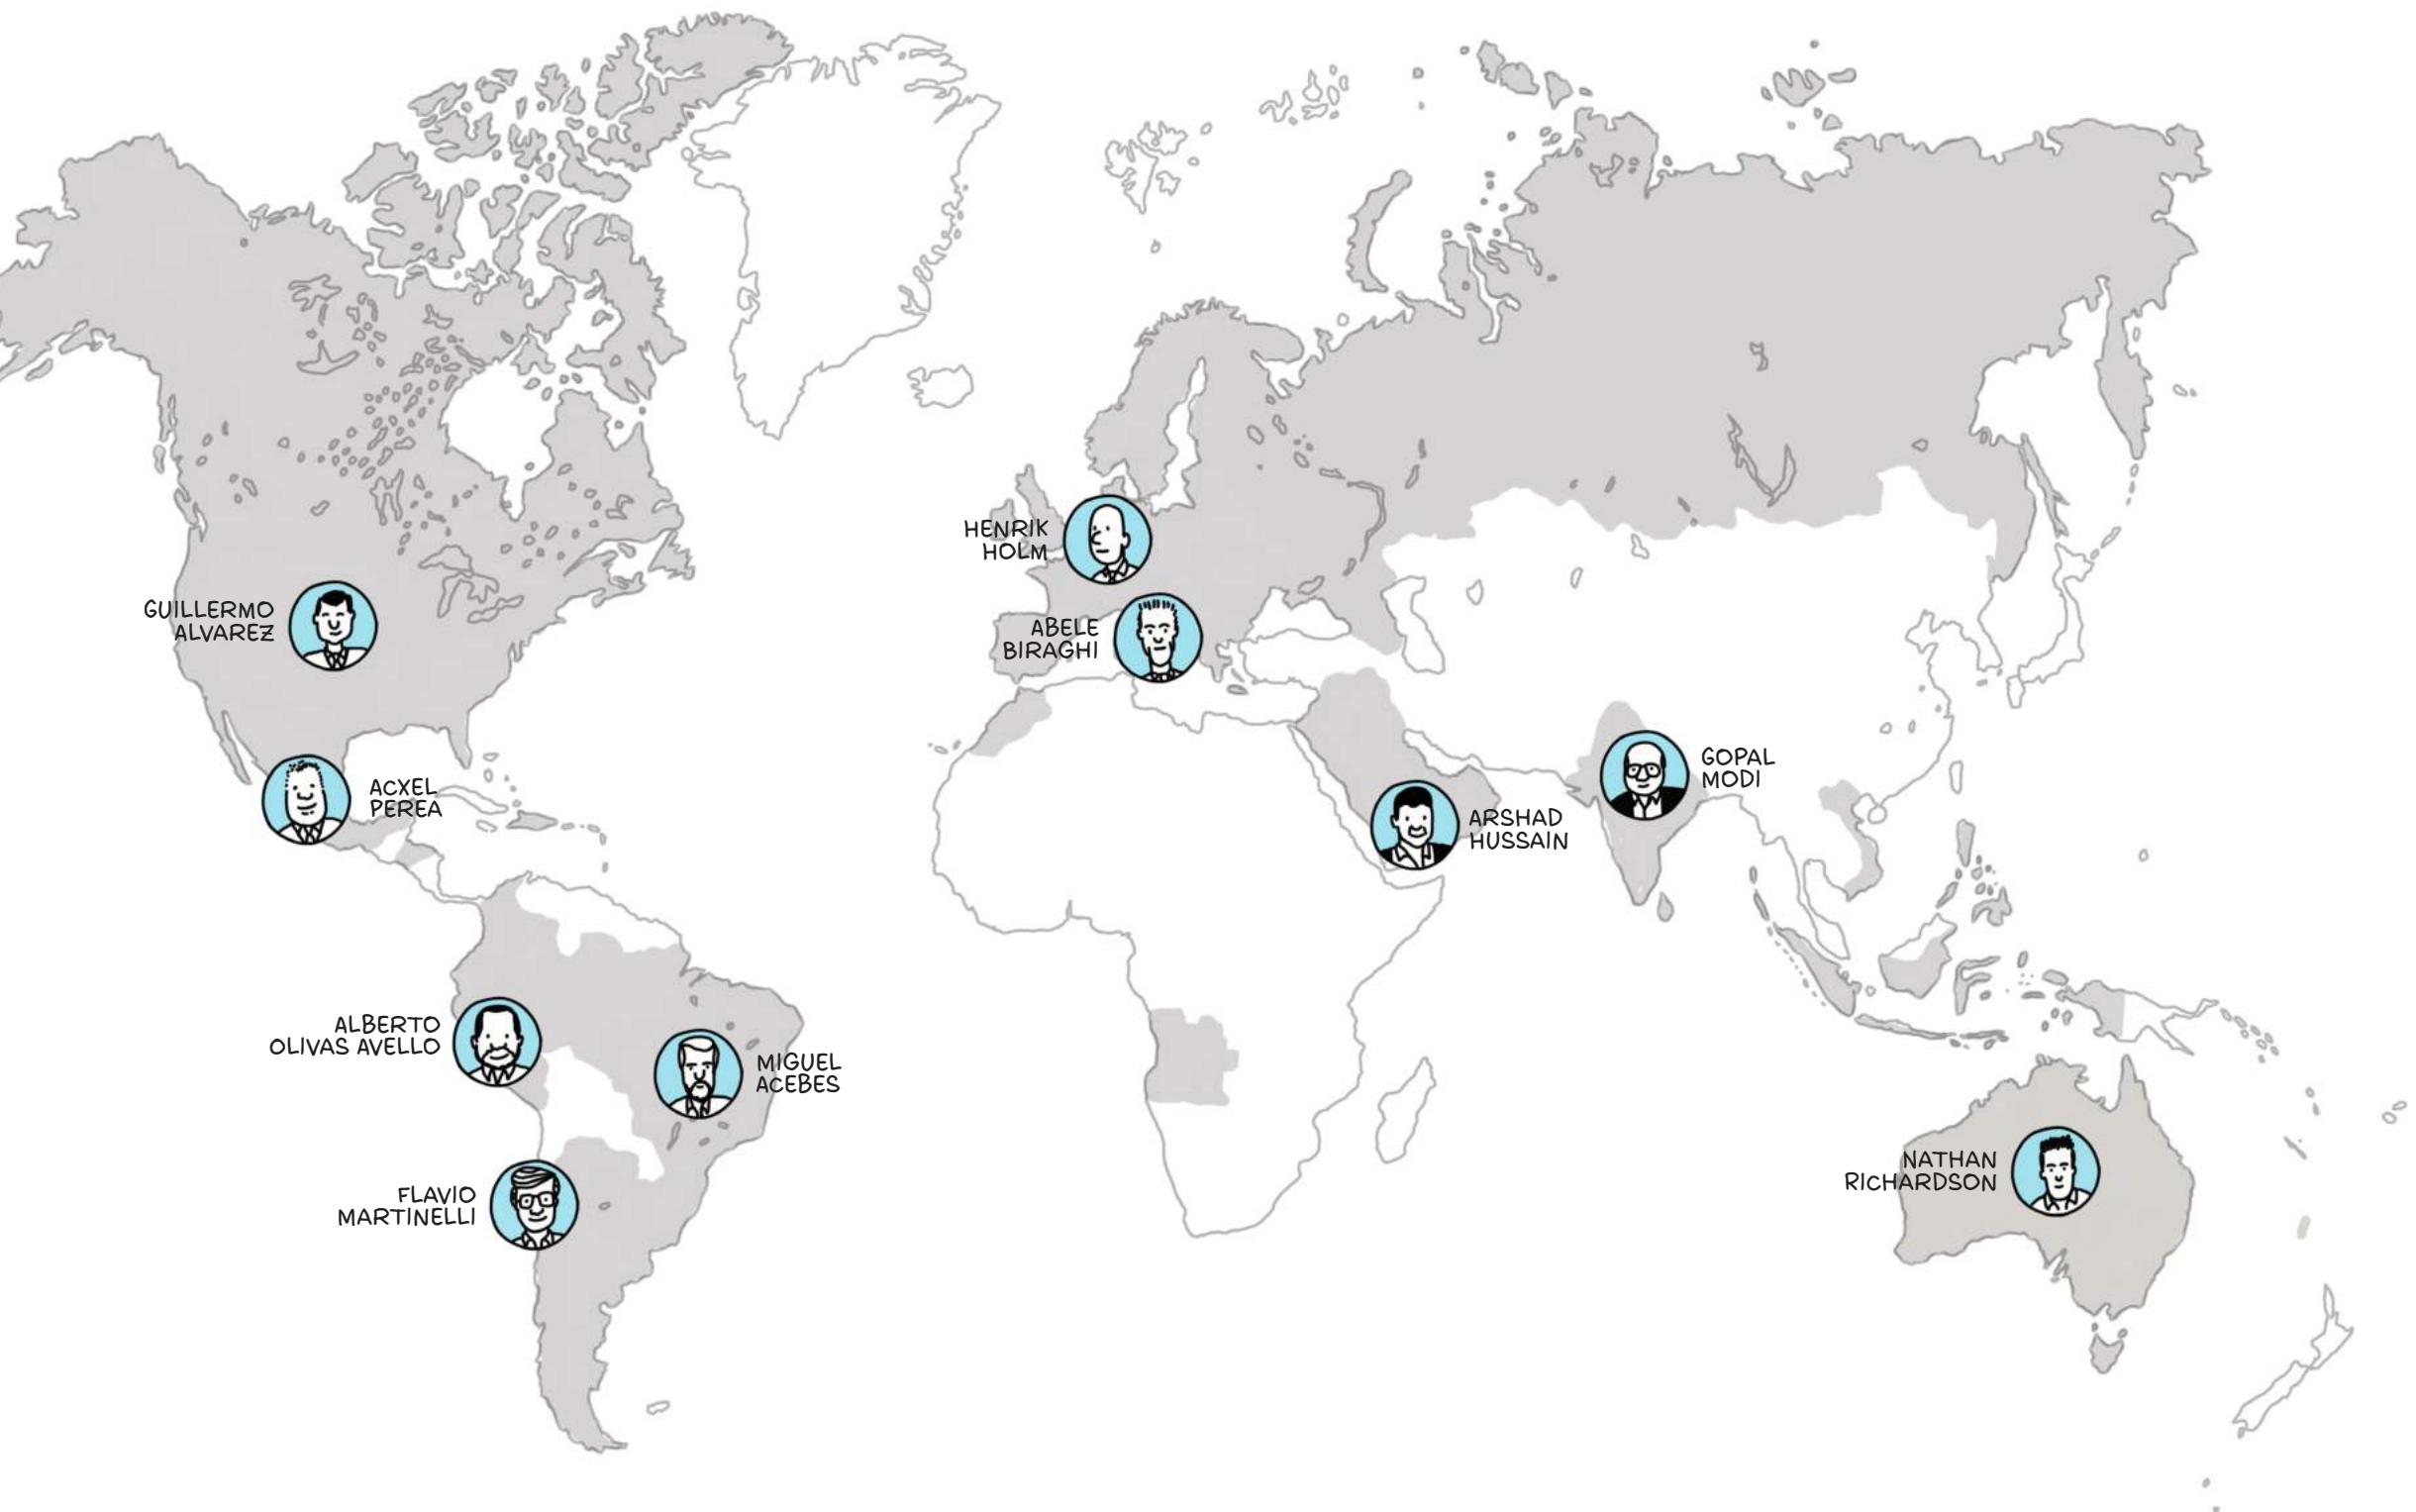 HENRIK
HOLM
GUILLERMO
ALVAREZ
ABELE
BIRAGHI
ACXEL
PEREA
GOPAL
MODI
ARSHAD
HUSSAIN
ALBERTO
OLIVAS AVELLO
MIGUEL
ACEBES
FLAVIO
MARTINELLI
NATHAN
RICHARDSON